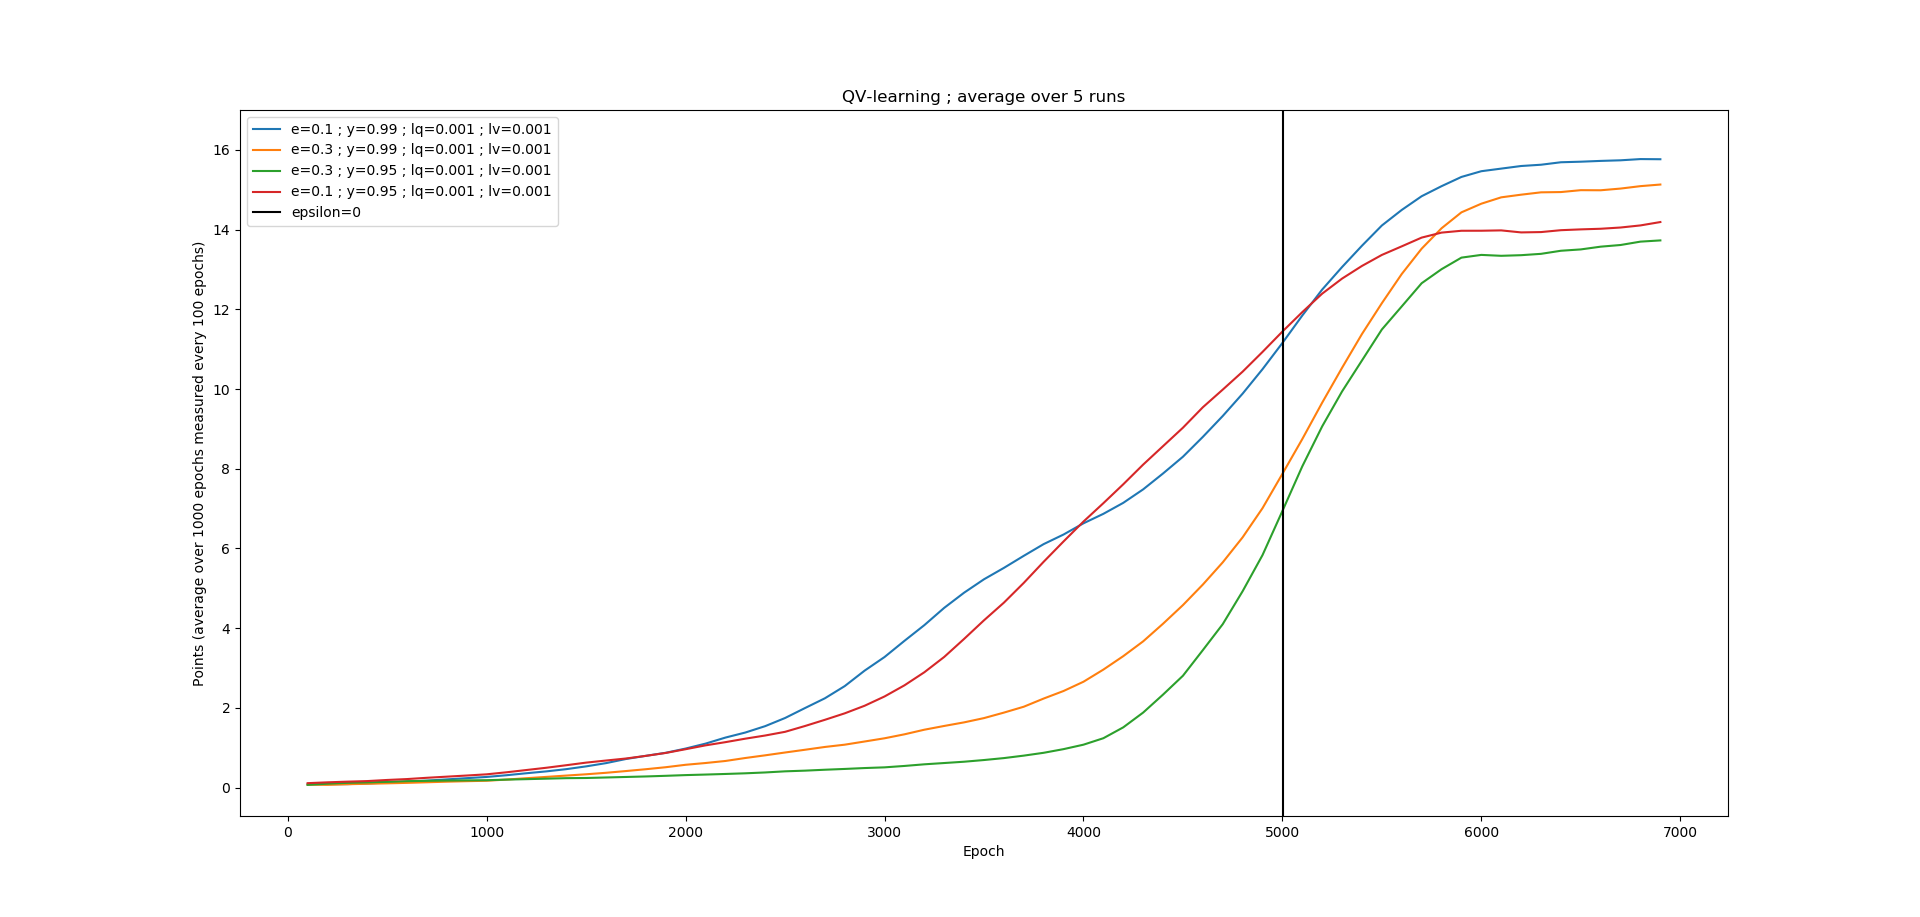 QV-learning ; average over 5 runs
e=0.1 ; y=0.99 ; lq=0.001 ; lv=0.001
e=0.3 ; y=0.99 ; lq=0.001 ; lv=0.001
e=0.3 ; y=0.95 ; lq=0.001 ; lv=0.001
e=0.1 ; y=0.95 ; lq=0.001 ; lv=0.001
epsilon=0
Points (average over 1000 epochs measured every 100 epochs)
16
14
12
10
8
6
4
2
0
0 1000 2000 3000 4000 5000 6000 7000
Epoch